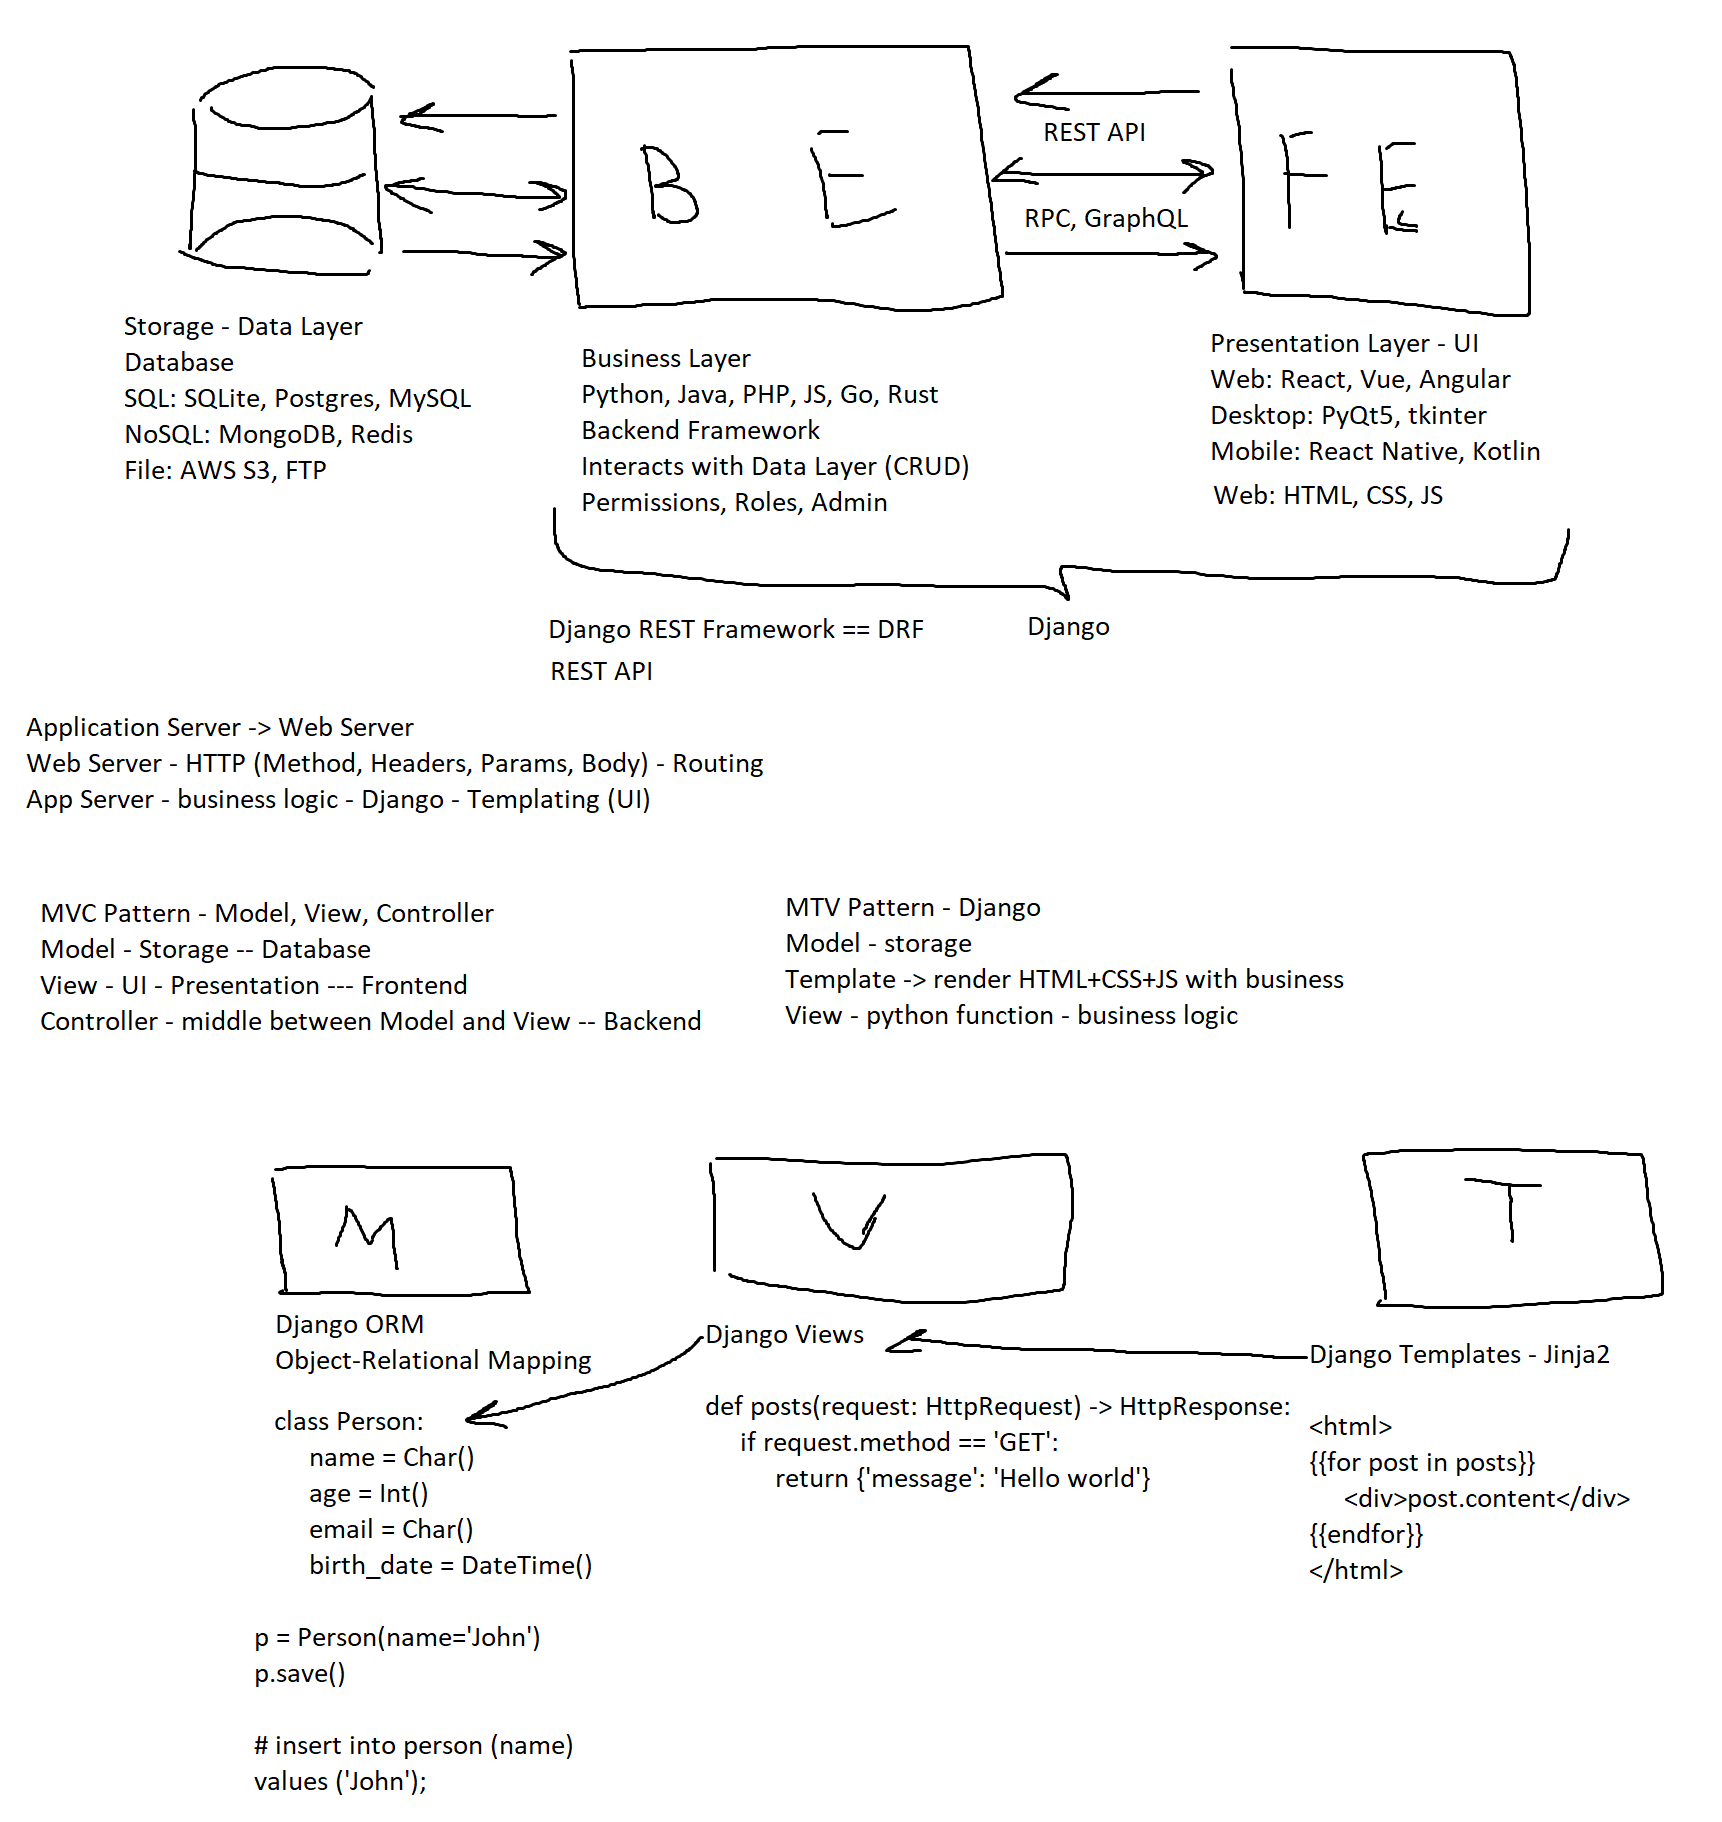 B E
FE
REST API
RPC, GraphQL
Storage - Data Layer
Database
SQL: SQLite, Postgres, MySQL
NoSQL: MongoDB, Redis
File: AWS S3, FTP
Business Layer
Python, Java, PHP, JS, Go, Rust
Backend Framework
Interacts with Data Layer (CRUD)
Permissions, Roles, Admin
Presentation Layer - UI
Web: React, Vue, Angular
Desktop: PyQt5, tkinter
Mobile: React Native, Kotlin
Web: HTML, CSS, JS
Django REST Framework == DRF
REST API
Django
Application Server -> Web Server
Web Server - HTTP (Method, Headers, Params, Body) - Routing
App Server - business logic - Django - Templating (UI)
MVC Pattern - Model, View, Controller
Model - Storage -- Database
View - UI - Presentation --- Frontend
Controller - middle between Model and View -- Backend
MTV Pattern - Django
Model - storage
Template -> render HTML+CSS+JS with business
View - python function - business logic
M
Django ORM
Object-Relational Mapping
class Person:
name = Char()
age = Int()
email = Char()
birth_date = DateTime()
p = Person(name='John')
p.save()
# insert into person (name)
values ('John');
V
Django Views
def posts(request: HttpRequest) -> HttpResponse:
if request.method == 'GET':
return {'message': 'Hello world'}
T
Django Templates - Jinja2
<html>
{{for post in posts}}
<div>post.content</div>
{{endfor}}
</html>